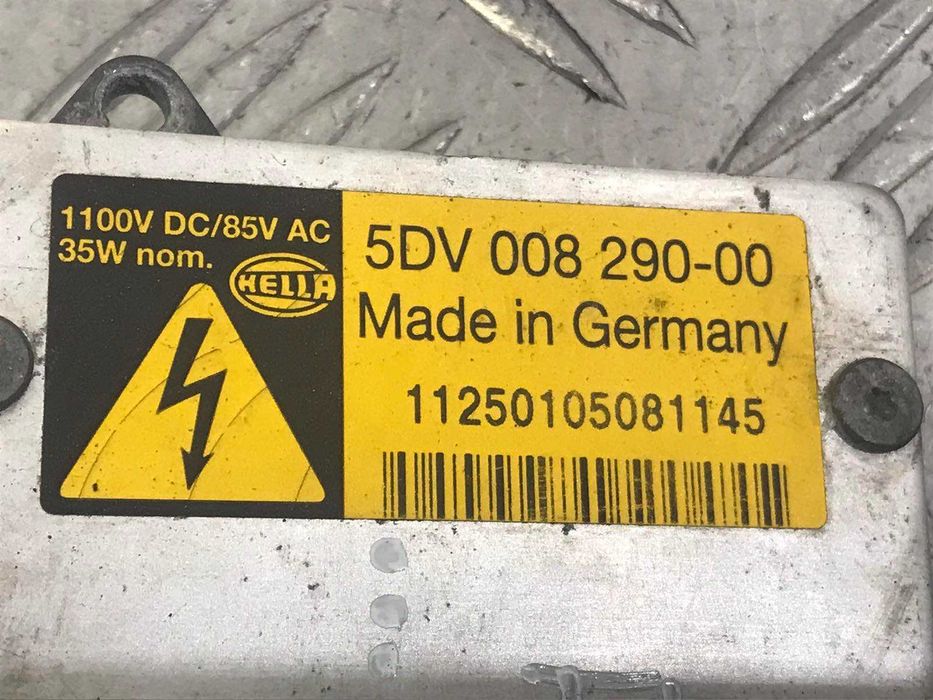 1100V DC/85V AC
35W nom.
HELLA
5DV 008 290-00
Made in Germany
11250105081145